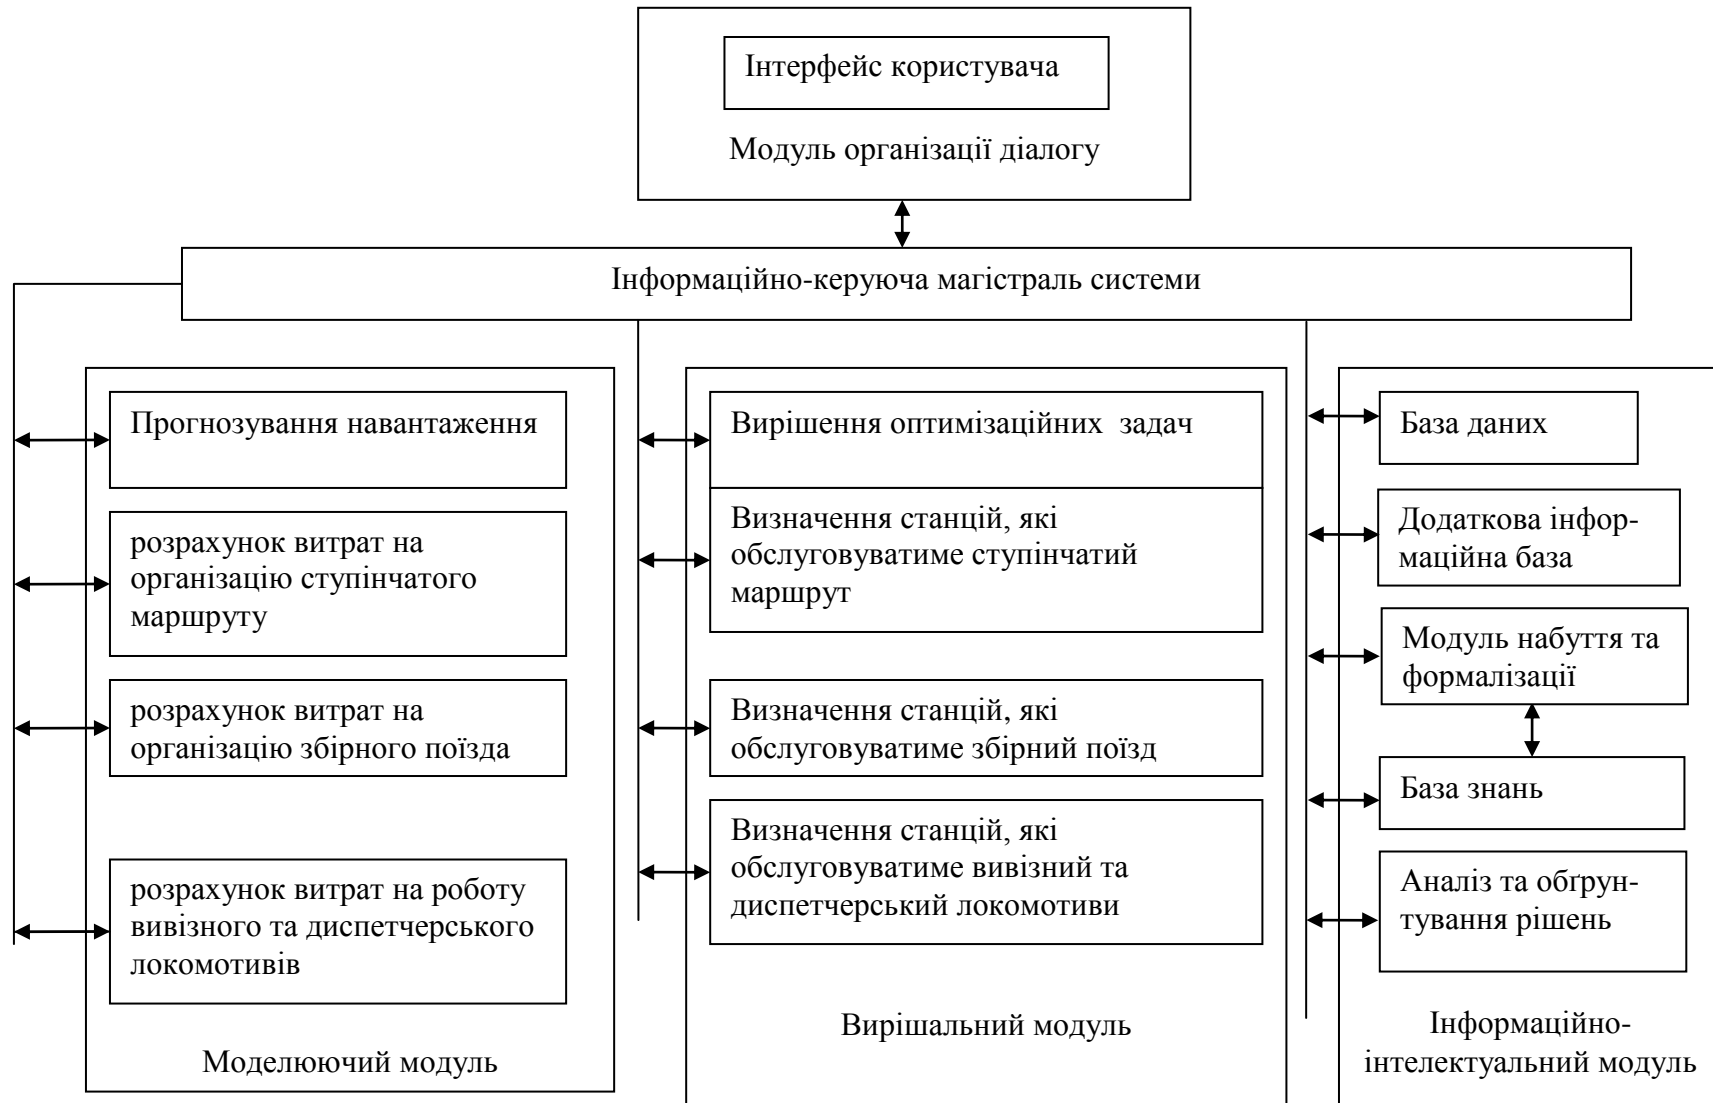 Інтерфейс користувача
Модуль організації діалогу
Інформаційно-керуюча магістраль системи
Прогнозування навантаження
розрахунок витрат на
організацію ступінчатого
маршруту
розрахунок витрат на
організацію збірного поїзда
розрахунок витрат на роботу
вивізного та диспетчерського
локомотивів
Моделюючий модуль
Вирішення оптимізаційних  задач
Визначення станцій, які
обслуговуватиме ступінчатий
маршрут
Визначення станцій, які
обслуговуватиме збірний поїзд
Визначення станцій, які
обслуговуватиме вивізний та
диспетчерський локомотиви
Вирішальний модуль
База даних
Додаткова інфор-
маційна база
Модуль набуття та
формалізації
База знань
Аналіз та обґрун-
тування рішень
Інформаційно-
інтелектуальний модуль